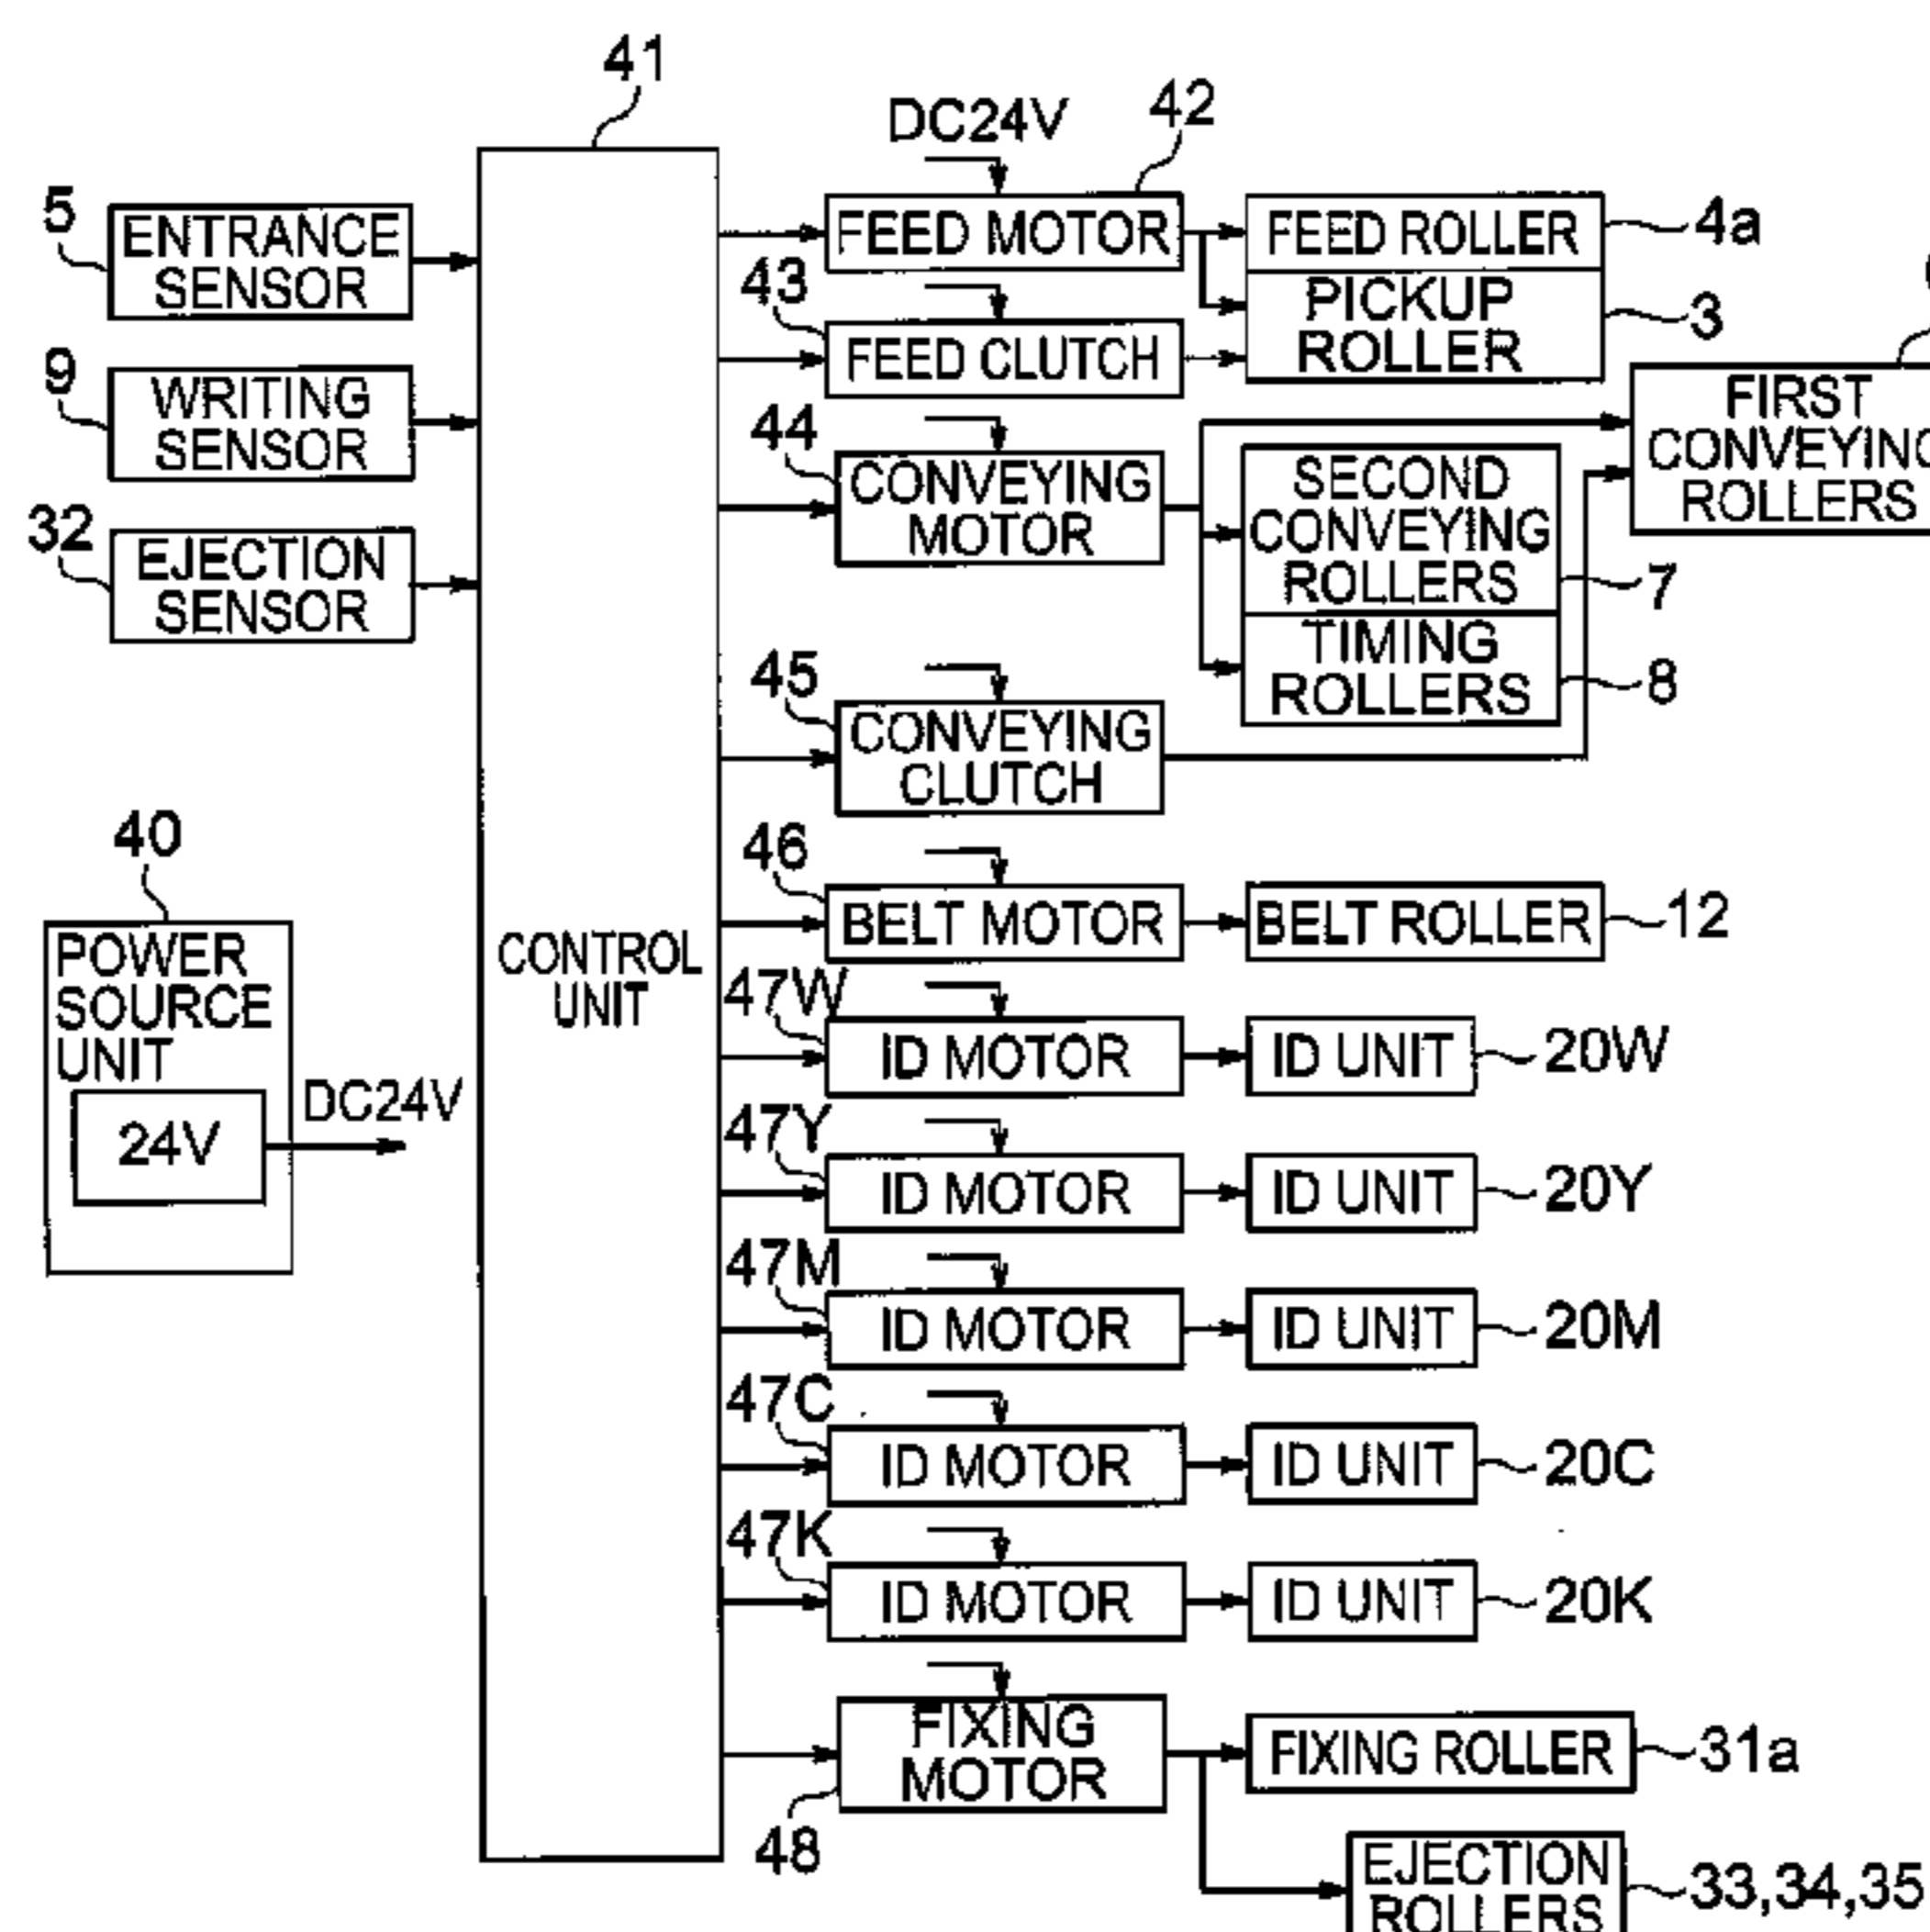 41
DC24V
42
5
ENTRANCE
SENSOR
FEED MOTOR
FEED ROLLER
4a
43
FEED CLUTCH
PICKUP
ROLLER
3
9
WRITING
SENSOR
44
CONVEYING
MOTOR
FIRST
CONVEYING
ROLLERS
SECOND
CONVEYING
ROLLERS
7
32
EJECTION
SENSOR
TIMING
ROLLERS
8
45
CONVEYING
CLUTCH
40
POWER
SOURCE
UNIT
24V
DC24V
CONTROL
UNIT
46
BELT MOTOR
BELT ROLLER
12
47W
ID MOTOR
ID UNIT
20W
47Y
ID MOTOR
ID UNIT
20Y
47M
ID MOTOR
ID UNIT
20M
47C
ID MOTOR
ID UNIT
20C
47K
ID MOTOR
ID UNIT
20K
FIXING
MOTOR
48
FIXING ROLLER
31a
EJECTION
ROLLERS
33,34,35